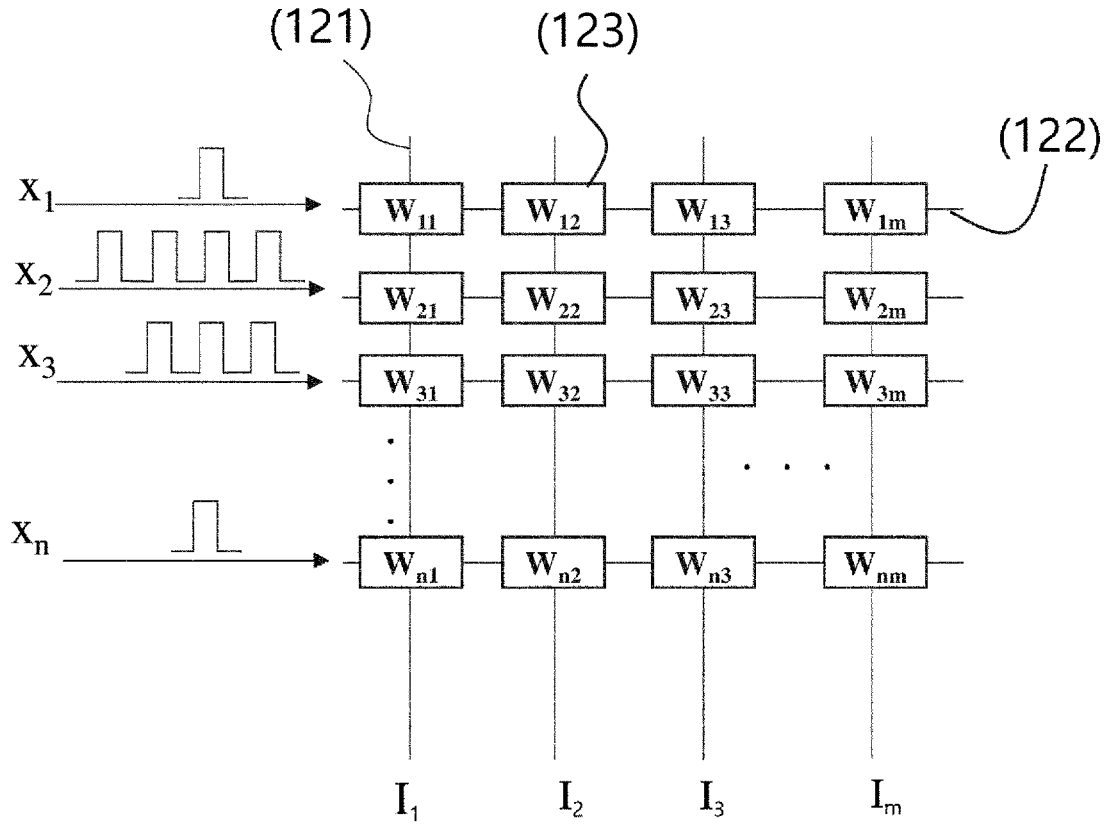 (121) (123)
(122)
X1 W11 W12 W13 W1m
X2 W21 W22 W23 W2m
X3 W31 W32 W33 W3m
. . .
Xn Wn1 Wn2 Wn3 Wnm
I1 I2 I3 Im